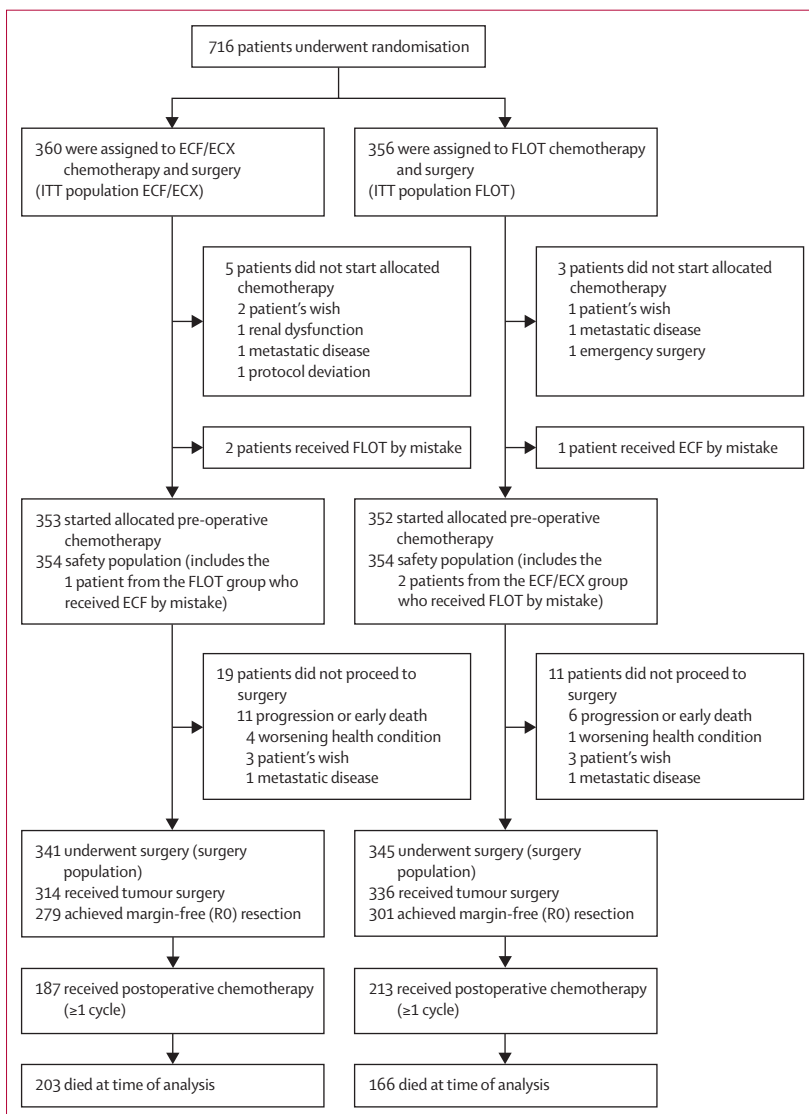 716 patients underwent randomisation
360 were assigned to ECF/ECX
chemotherapy and surgery
(ITT population ECF/ECX)
356 were assigned to FLOT chemotherapy
and surgery
(ITT population FLOT)
5 patients did not start allocated
chemotherapy
2 patient's wish
1 renal dysfunction
1 metastatic disease
1 protocol deviation
3 patients did not start allocated
chemotherapy
1 patient's wish
1 metastatic disease
1 emergency surgery
2 patients received FLOT by mistake
1 patient received ECF by mistake
353 started allocated pre-operative
chemotherapy
354 safety population (includes the
1 patient from the FLOT group who
received ECF by mistake)
352 started allocated pre-operative
chemotherapy
354 safety population (includes the
2 patients from the ECF/ECX group
who received FLOT by mistake)
19 patients did not proceed to
surgery
11 progression or early death
4 worsening health condition
3 patient's wish
1 metastatic disease
11 patients did not proceed to
surgery
6 progression or early death
1 worsening health condition
3 patient's wish
1 metastatic disease
341 underwent surgery (surgery
population)
314 received tumour surgery
279 achieved margin-free (R0) resection
345 underwent surgery (surgery
population)
336 received tumour surgery
301 achieved margin-free (R0) resection
187 received postoperative chemotherapy
(≥1 cycle)
213 received postoperative chemotherapy
(≥1 cycle)
203 died at time of analysis
166 died at time of analysis